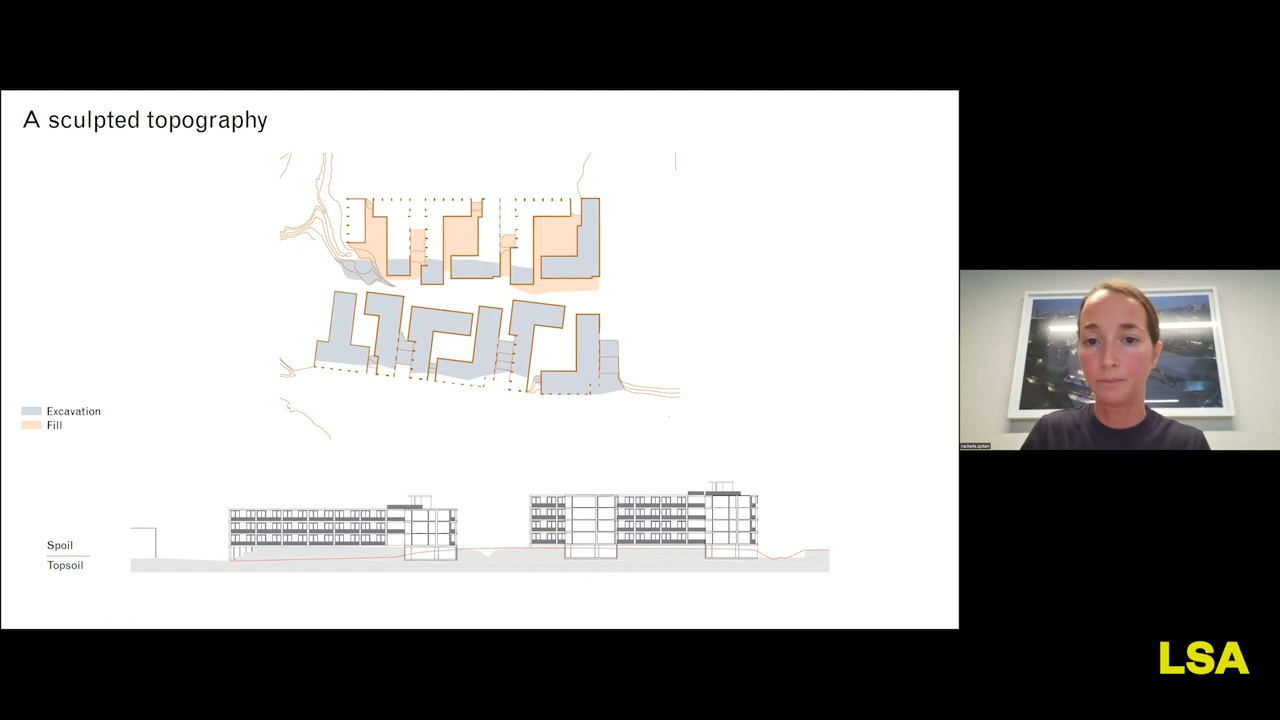 A sculpted topography
Excavation
Fill
Spoil
Topsoil
LSA